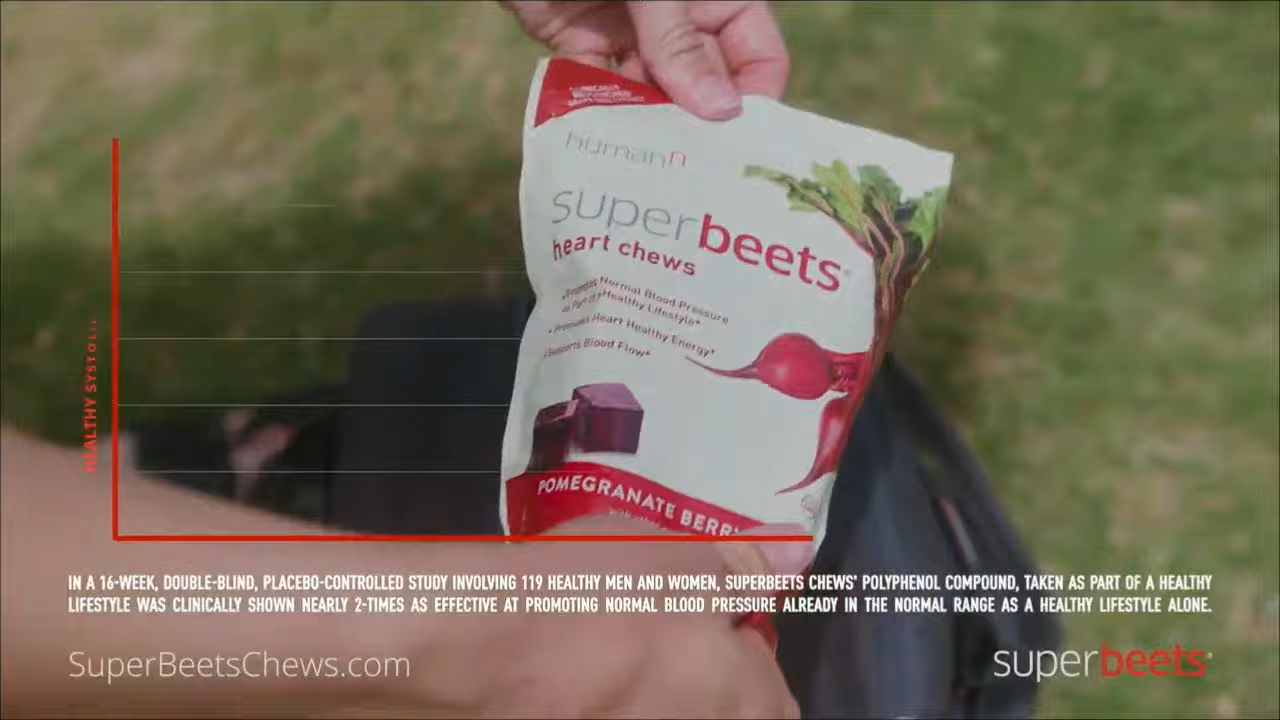 humann
superbeets
heart chews
Normal Blood Pressure
as Part of a Healthy Lifestyle*
• Promotes Heart Healthy Energy*
• Supports Blood Flow*
POMEGRANATE BERRY
HEALTHY
IN A 16-WEEK, DOUBLE-BLIND, PLACEBO-CONTROLLED STUDY INVOLVING 119 HEALTHY MEN AND WOMEN, SUPERBEETS CHEWS' POLYPHENOL COMPOUND, TAKEN AS PART OF A HEALTHY
LIFESTYLE WAS CLINICALLY SHOWN NEARLY 2-TIMES AS EFFECTIVE AT PROMOTING NORMAL BLOOD PRESSURE ALREADY IN THE NORMAL RANGE AS A HEALTHY LIFESTYLE ALONE.
SuperBeetsChews.com
superbeets